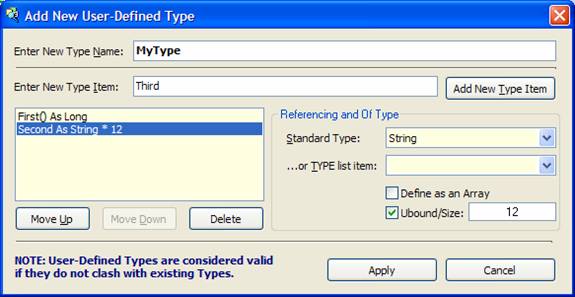 Add New User-Defined Type
Enter New Type Name: MyType
Enter New Type Item: Third Add New Type Item
First() As Long
Second As String * 12
Referencing and Of Type
Standard Type: String
...or TYPE list item:
Define as an Array
Ubound/Size: 12
Move Up Move Down Delete
NOTE: User-Defined Types are considered valid
if they do not clash with existing Types.
Apply Cancel